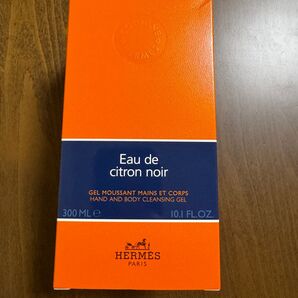 Eau de
citron noir
GEL MOUSSANT MAINS ET CORPS
HAND AND BODY CLEANSING GEL
300 ML ℮ 10.1 FL.OZ.
HERMÈS
PARIS